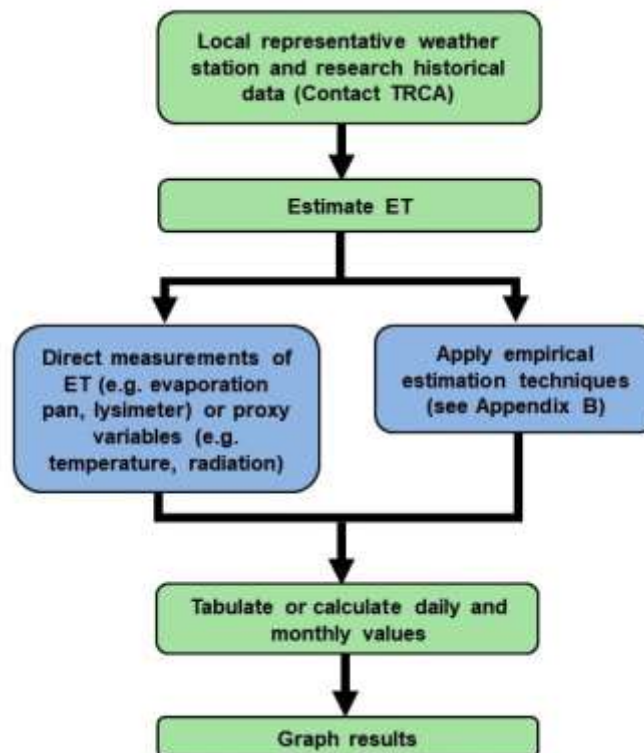 Local representative weather
station and research historical
data (Contact TRCA)
Estimate ET
Direct measurements of
ET (e.g. evaporation
pan, lysimeter) or proxy
variables (e.g.
temperature, radiation)
Apply empirical
estimation techniques
(see Appendix B)
Tabulate or calculate daily and
monthly values
Graph results